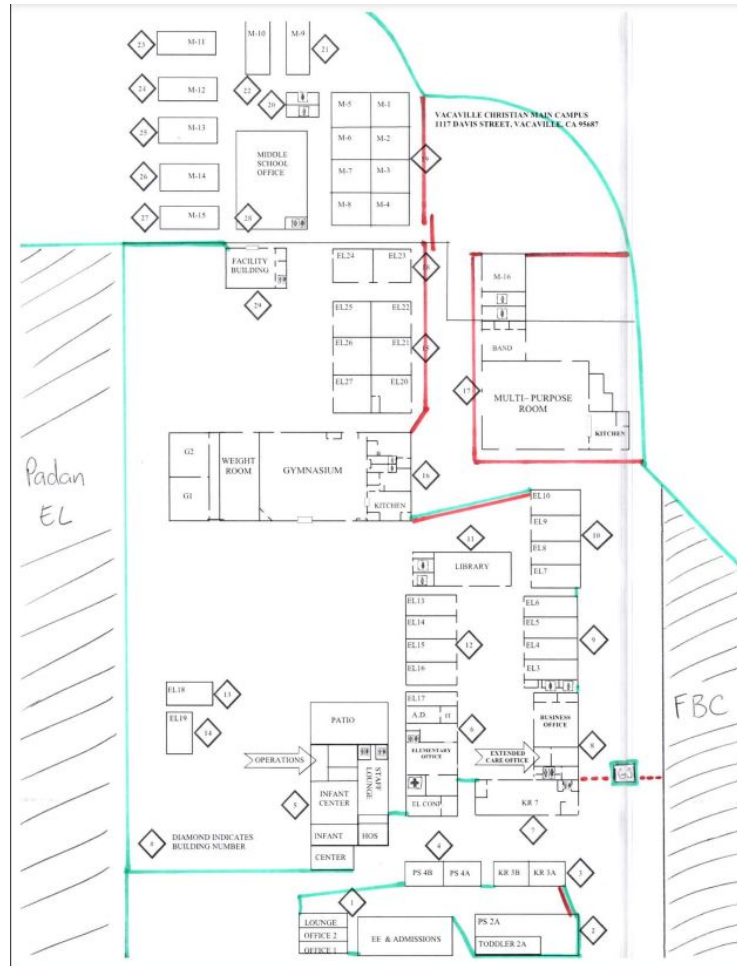 23
M-11
M-10
M-9
21
24
M-12
22
20
M-5
M-1
VACAVILLE CHRISTIAN MAIN CAMPUS
1117 DAVIS STREET, VACAVILLE, CA 95687
25
M-13
M-6
M-2
MIDDLE
SCHOOL
OFFICE
19
26
M-14
M-7
M-3
27
M-15
28
M-8
M-4
FACILITY
BUILDING
EL24
EL23
18
M-16
29
EL25
EL22
EL26
EL21
15
BAND
EL27
EL20
17
MULTI- PURPOSE
ROOM
KITCHEN
G2
WEIGHT
ROOM
GYMNASIUM
16
G1
KITCHEN
Padan
EL
EL10
EL9
10
EL8
EL7
11
LIBRARY
EL13
EL6
EL14
EL5
EL15
12
EL4
9
EL16
EL3
EL18
13
EL19
14
EL17
A.D.
IT
6
BUSINESS
OFFICE
FBC
PATIO
OPERATIONS
ELEMENTARY
OFFICE
EXTENDED
CARE OFFICE
8
STAFF
LOUNGE
INFANT
CENTER
5
EL CONF
KR 7
7
4
DIAMOND INDICATES
BUILDING NUMBER
INFANT
HOS
CENTER
4
PS 4B
PS 4A
KR 3B
KR 3A
3
1
LOUNGE
OFFICE 2
OFFICE 1
EE & ADMISSIONS
PS 2A
TODDLER 2A
2